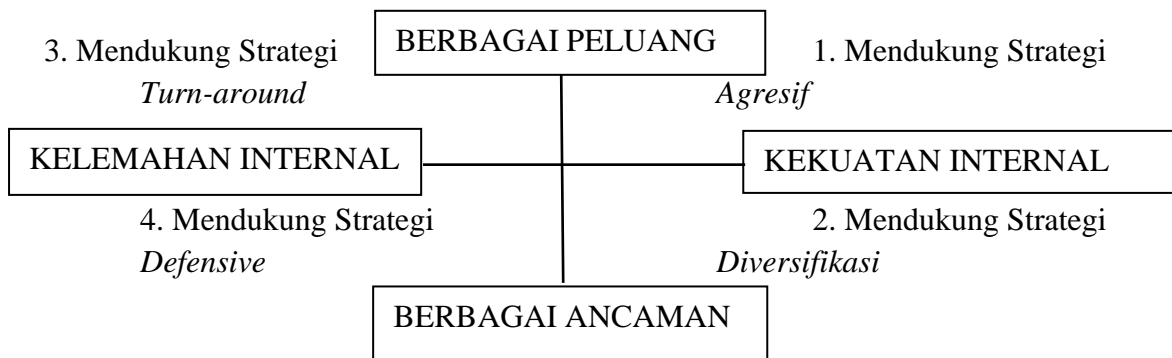 BERBAGAI PELUANG
3. Mendukung Strategi
Turn-around
1. Mendukung Strategi
Agresif
KELEMAHAN INTERNAL
KEKUATAN INTERNAL
4. Mendukung Strategi
Defensive
2. Mendukung Strategi
Diversifikasi
BERBAGAI ANCAMAN